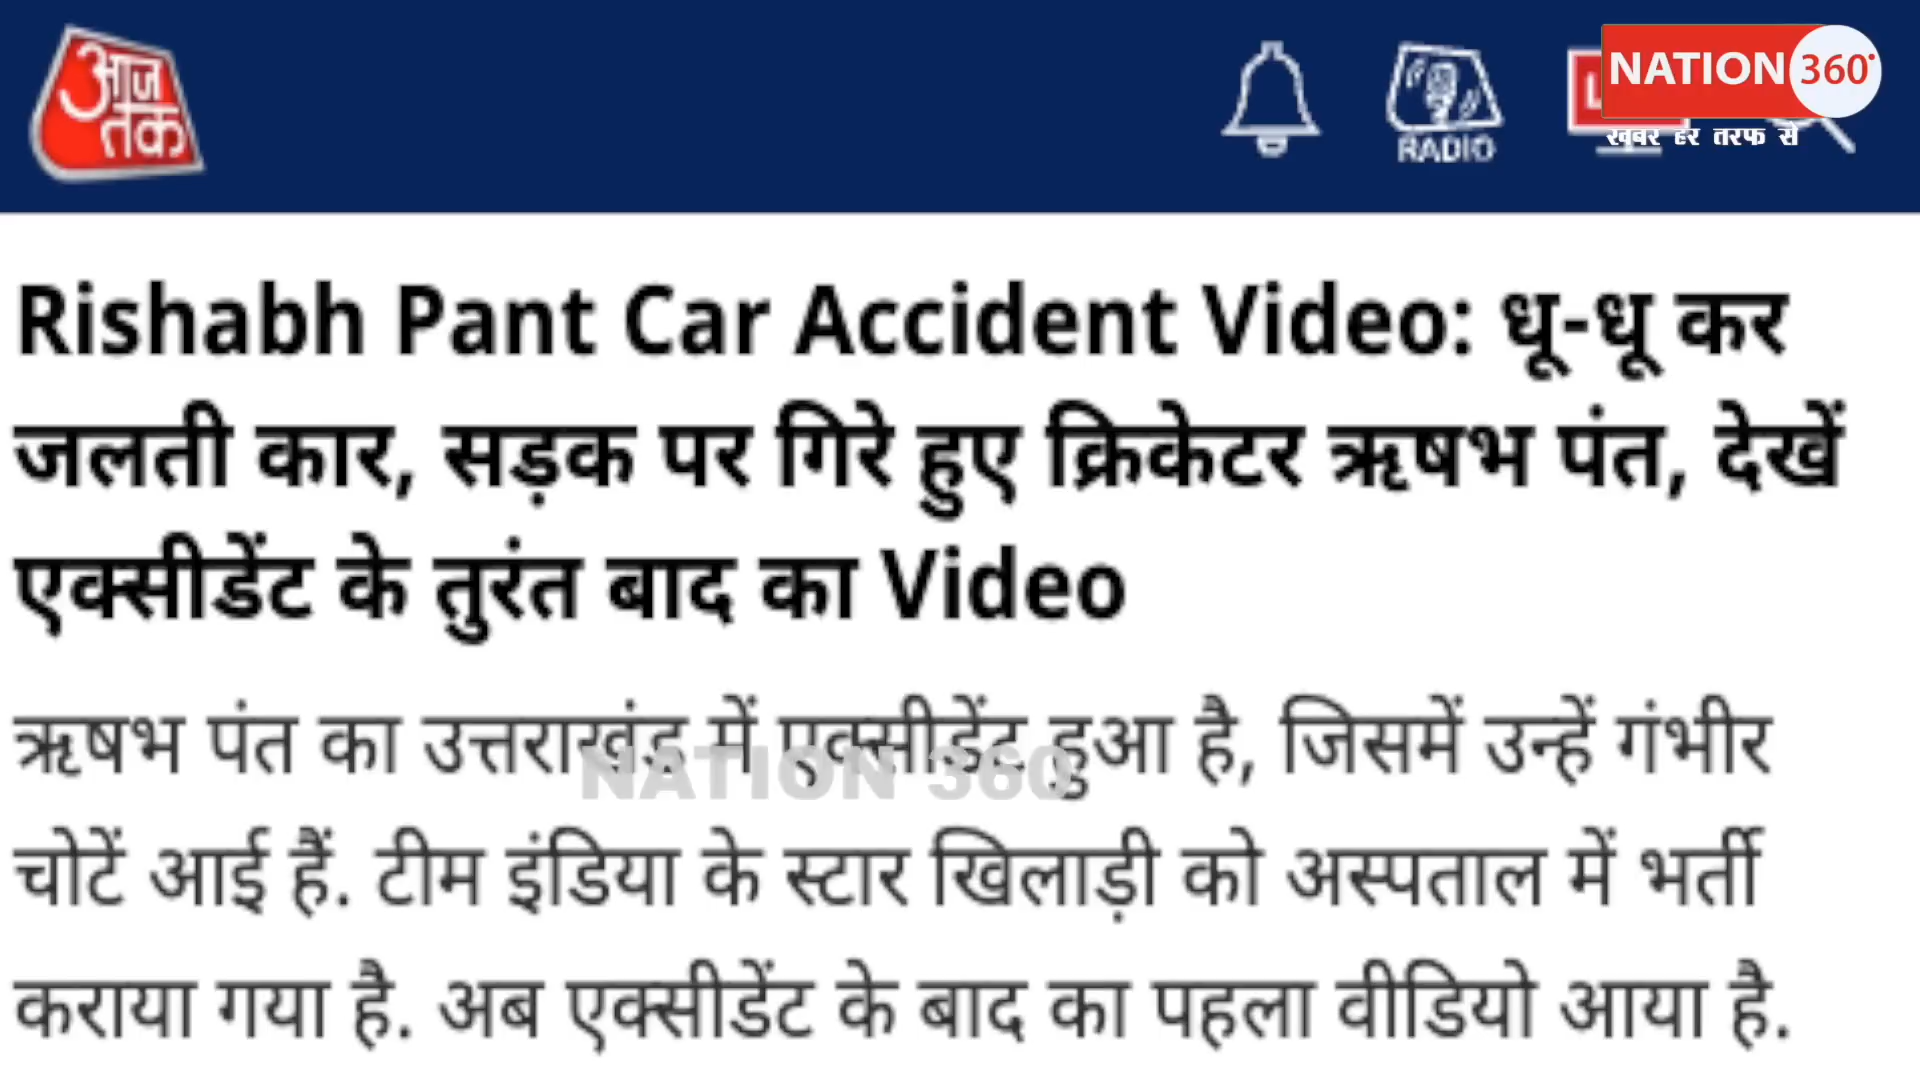 आज तक
RADIO
NATION 360°
खबर हर तरफ से
Rishabh Pant Car Accident Video: धू-धू कर
जलती कार, सड़क पर गिरे हुए क्रिकेटर ऋषभ पंत, देखें
एक्सीडेंट के तुरंत बाद का Video
ऋषभ पंत का उत्तराखंड में एक्सीडेंट हुआ है, जिसमें उन्हें गंभीर
NATION 360
चोटें आई हैं. टीम इंडिया के स्टार खिलाड़ी को अस्पताल में भर्ती
कराया गया है. अब एक्सीडेंट के बाद का पहला वीडियो आया है.